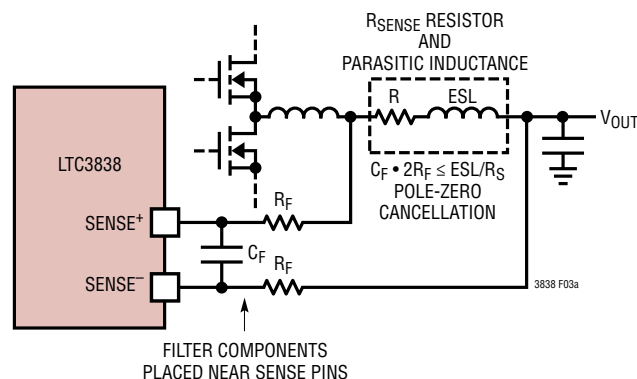 RSENSE RESISTOR
AND
PARASITIC INDUCTANCE
R
ESL
VOUT
LTC3838
CF • 2RF ≤ ESL/RS
POLE-ZERO
CANCELLATION
RF
SENSE+
CF
RF
SENSE–
3838 F03a
FILTER COMPONENTS
PLACED NEAR SENSE PINS